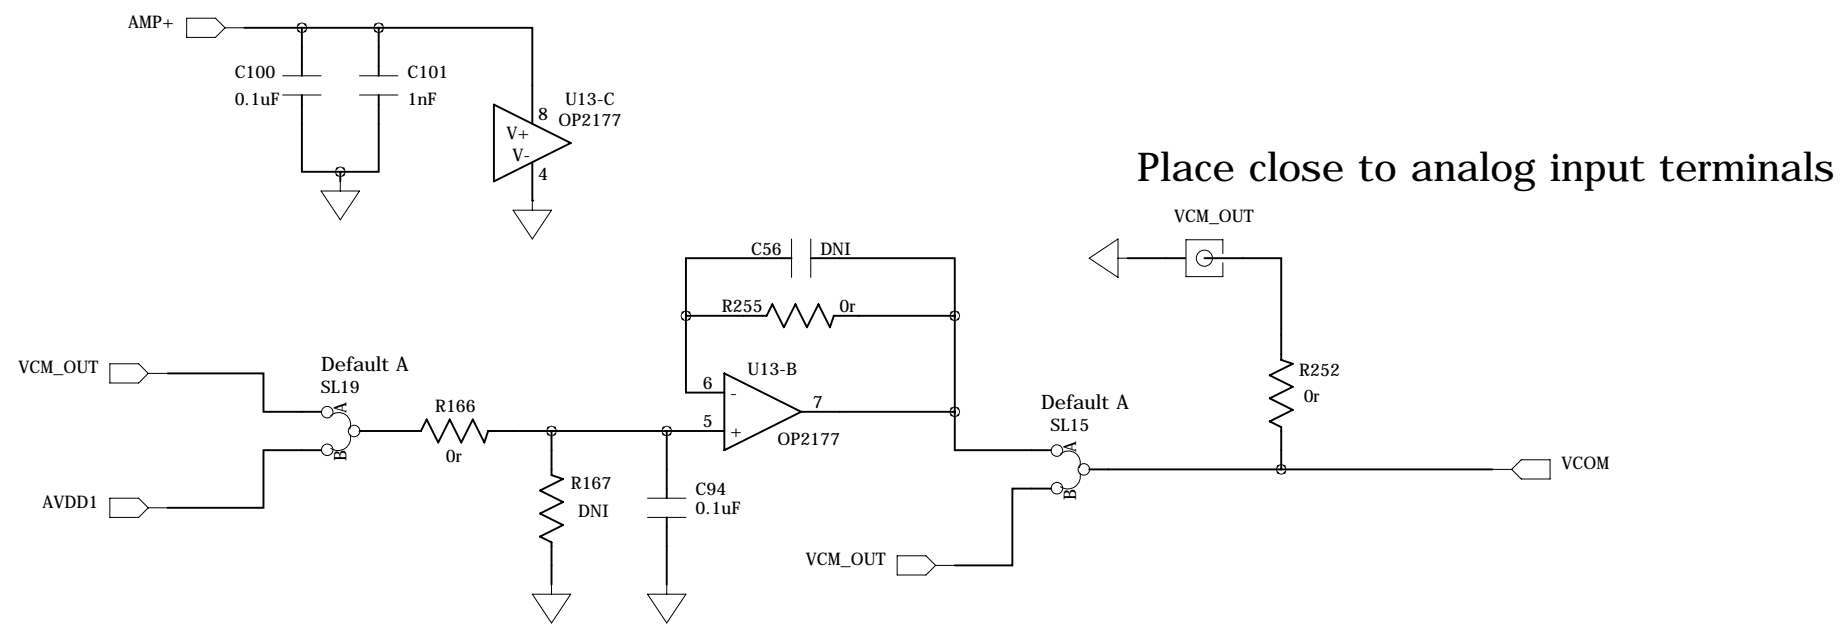 AMP+
C100
0.1uF
C101
1nF
U13-C
OP2177
8
V+
V-
4
Place close to analog input terminals
VCM_OUT
C56
DNI
R255
0r
VCM_OUT
Default A
SL19
A
B
AVDD1
R166
0r
R167
DNI
C94
0.1uF
U13-B
6
-
5
+
7
OP2177
Default A
SL15
A
B
VCM_OUT
R252
0r
VCOM